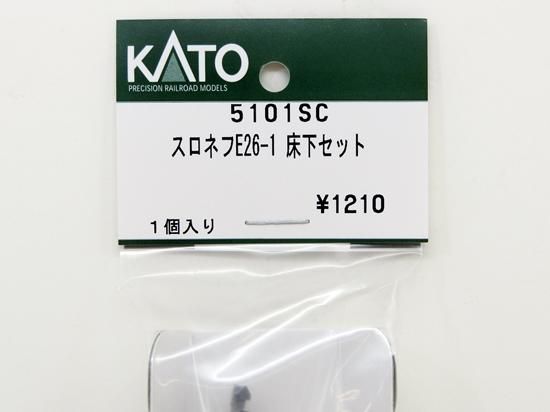 KATO
PRECISION RAILROAD MODELS
5101SC
スロネフE26-1 床下セット
¥1210
1個入り